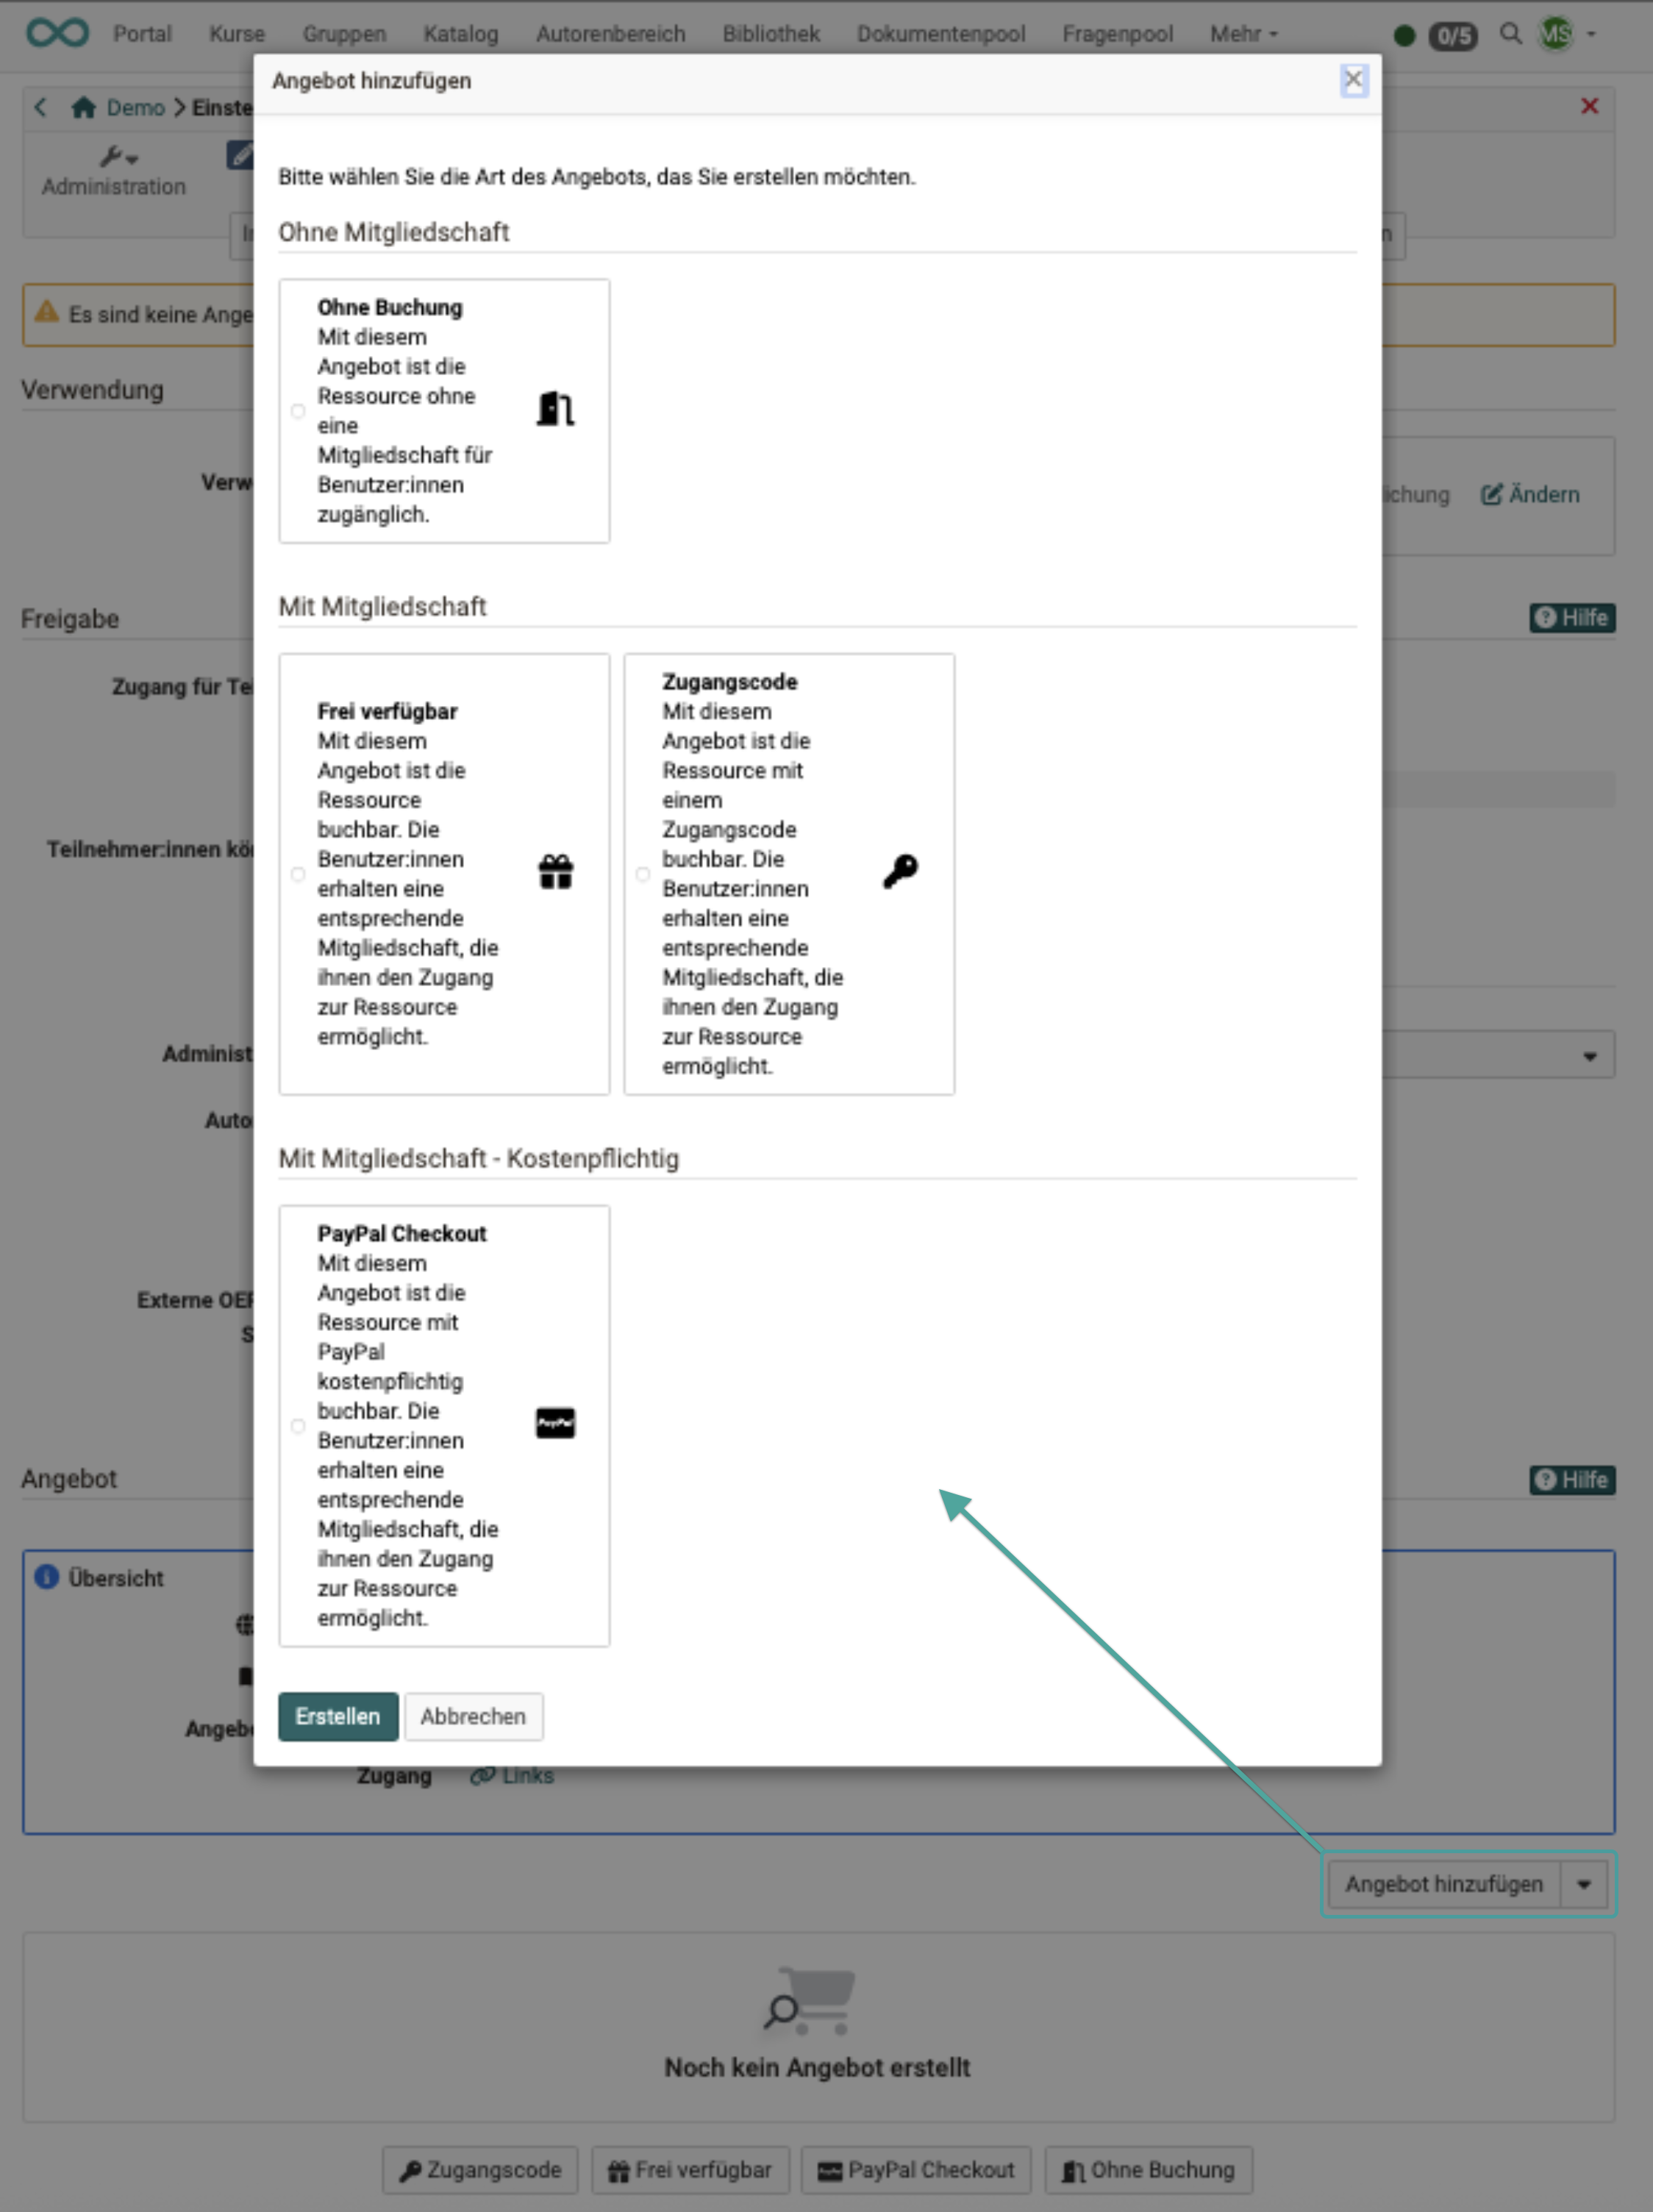 Portal Kurse Gruppen Katalog Autorenbereich Bibliothek Dokumentenpool Fragenpool Mehr 0/5 MS
Angebot hinzufügen
Demo Einste
Administration
Bitte wählen Sie die Art des Angebots, das Sie erstellen möchten.
Ohne Mitgliedschaft
Es sind keine Ange
Ohne Buchung
Mit diesem
Angebot ist die
Ressource ohne
eine
Mitgliedschaft für
Benutzer:innen
zugänglich.
Verwendung
Verw
ichung Ändern
Mit Mitgliedschaft
Freigabe
Hilfe
Zugang für Tei
Teilnehmer:innen kö
Frei verfügbar
Mit diesem
Angebot ist die
Ressource
buchbar. Die
Benutzer:innen
erhalten eine
entsprechende
Mitgliedschaft, die
ihnen den Zugang
zur Ressource
ermöglicht.
Zugangscode
Mit diesem
Angebot ist die
Ressource mit
einem
Zugangscode
buchbar. Die
Benutzer:innen
erhalten eine
entsprechende
Mitgliedschaft, die
ihnen den Zugang
zur Ressource
ermöglicht.
Administ
Auto
Mit Mitgliedschaft - Kostenpflichtig
PayPal Checkout
Mit diesem
Angebot ist die
Ressource mit
PayPal
kostenpflichtig
buchbar. Die
Benutzer:innen
erhalten eine
entsprechende
Mitgliedschaft, die
ihnen den Zugang
zur Ressource
ermöglicht.
PayPal
Externe OER
S
Angebot
Hilfe
Übersicht
Erstellen Abbrechen
Angebo
Zugang Links
Angebot hinzufügen
Noch kein Angebot erstellt
Zugangscode Frei verfügbar PayPal Checkout Ohne Buchung